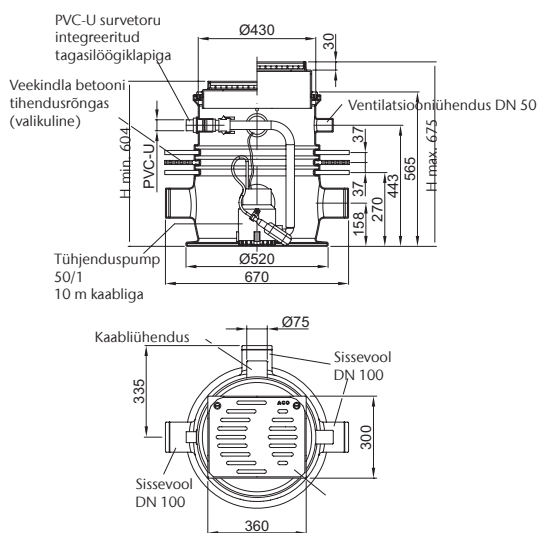 PVC-U survetoru
integreeritud
tagasilöögiklapiga
Ø430
30
Veekindla betooni
tihendusrõngas
(valikuline)
Ventilatsiooniühendus DN 50
H min. 604
PVC-U
37
37
158
270
443
565
H max. 675
Tühjenduspump
50/1
10 m kaabliga
Ø520
670
Ø75
Kaabliühendus
Sissevool
DN 100
335
ACO
300
Sissevool
DN 100
360